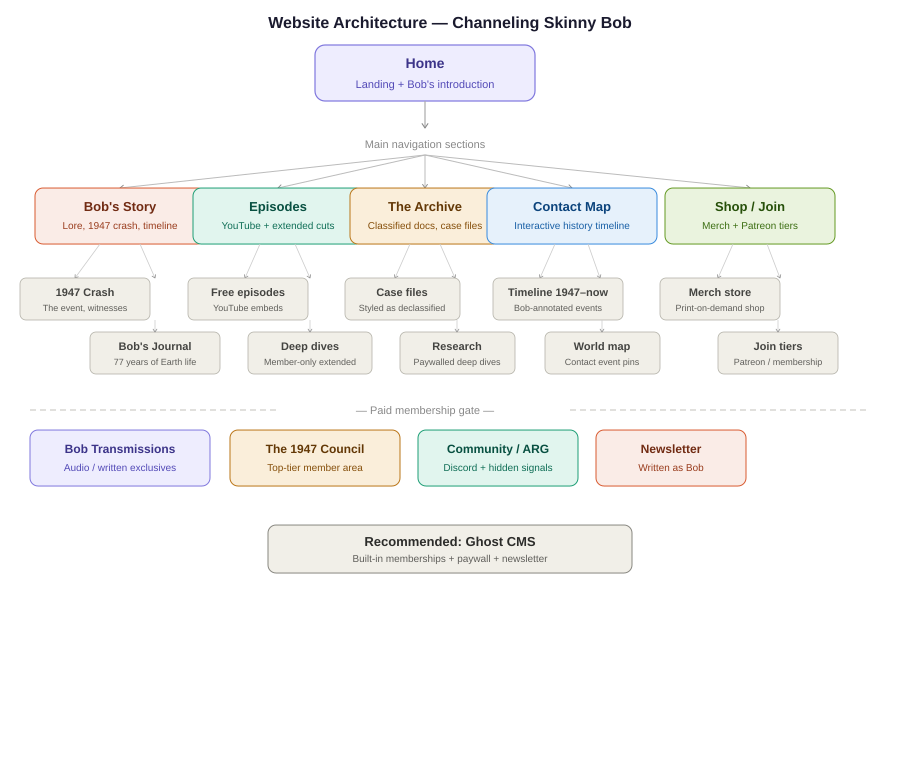 Website Architecture — Channeling Skinny Bob
Home
Landing + Bob's introduction
Main navigation sections
Bob's Story
Lore, 1947 crash, timeline
Episodes
YouTube + extended cuts
The Archive
Classified docs, case files
Contact Map
Interactive history timeline
Shop / Join
Merch + Patreon tiers
1947 Crash
The event, witnesses
Free episodes
YouTube embeds
Case files
Styled as declassified
Timeline 1947–now
Bob-annotated events
Merch store
Print-on-demand shop
Bob's Journal
77 years of Earth life
Deep dives
Member-only extended
Research
Paywalled deep dives
World map
Contact event pins
Join tiers
Patreon / membership
— Paid membership gate —
Bob Transmissions
Audio / written exclusives
The 1947 Council
Top-tier member area
Community / ARG
Discord + hidden signals
Newsletter
Written as Bob
Recommended: Ghost CMS
Built-in memberships + paywall + newsletter